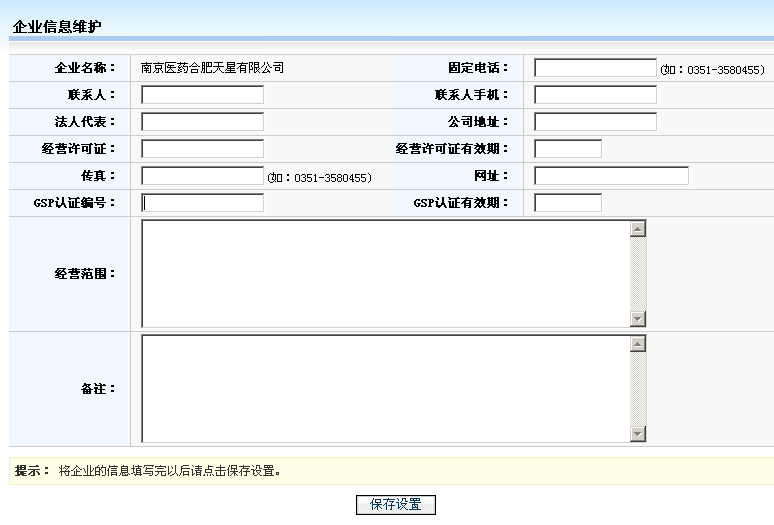 企业信息维护
企业名称： 南京医药合肥天星有限公司 固定电话： (如：0351-3580455)
联系人： 联系人手机：
法人代表： 公司地址：
经营许可证： 经营许可证有效期：
传真： (如：0351-3580455) 网址：
GSP认证编号： GSP认证有效期：
经营范围：
备注：
提示： 将企业的信息填写完以后请点击保存设置。
保存设置